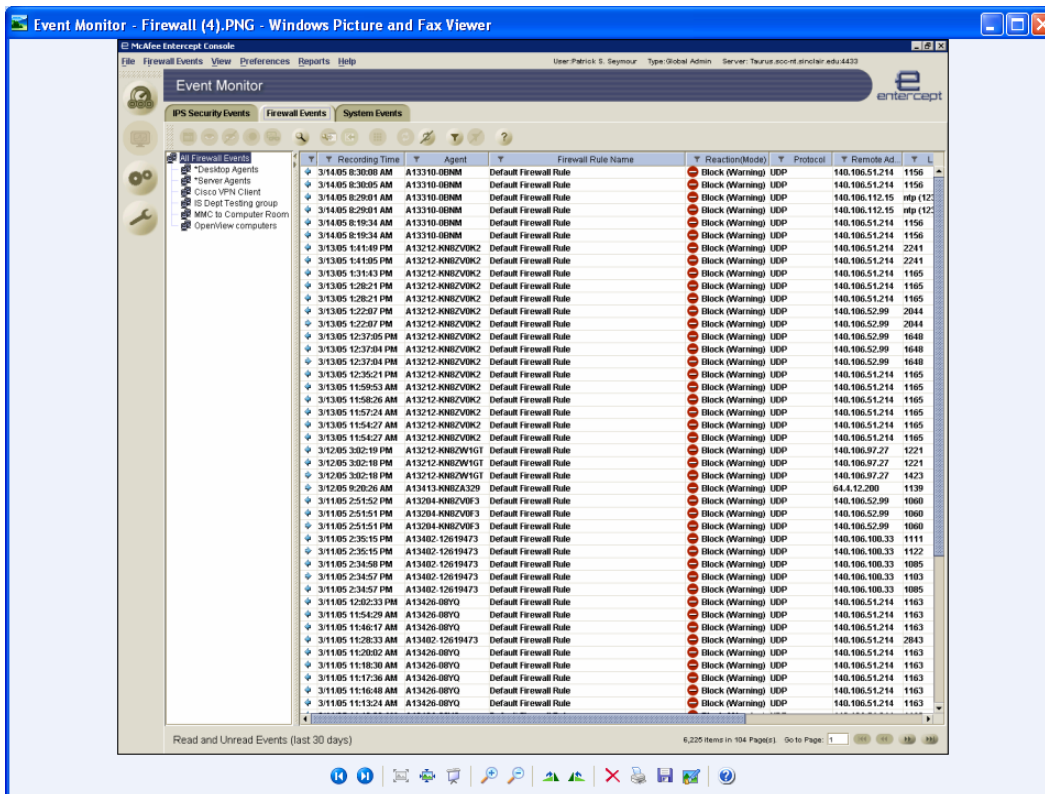 Event Monitor - Firewall (4).PNG - Windows Picture and Fax Viewer
McAfee Entercept Console
File Firewall Events View Preferences Reports Help User:Patrick S. Seymour Type:Global Admin Server: Taurus.scc-nt.sinclair.edu:4433
Event Monitor
entercept
IPS Security Events Firewall Events System Events
All Firewall Events
*Desktop Agents
*Server Agents
Cisco VPN Client
IS Dept Testing group
MMC to Computer Room
OpenView computers
Recording Time Agent Firewall Rule Name Reaction(Mode) Protocol Remote Ad... L
3/14/05 8:30:08 AM A13310-0BNM Default Firewall Rule Block (Warning) UDP 140.106.51.214 1156
3/14/05 8:30:05 AM A13310-0BNM Default Firewall Rule Block (Warning) UDP 140.106.51.214 1156
3/14/05 8:29:01 AM A13310-0BNM Default Firewall Rule Block (Warning) UDP 140.106.112.15 ntp (123
3/14/05 8:29:01 AM A13310-0BNM Default Firewall Rule Block (Warning) UDP 140.106.112.15 ntp (123
3/14/05 8:19:34 AM A13310-0BNM Default Firewall Rule Block (Warning) UDP 140.106.51.214 1156
3/14/05 8:19:34 AM A13310-0BNM Default Firewall Rule Block (Warning) UDP 140.106.51.214 1156
3/13/05 1:41:49 PM A13212-KN8ZV0K2 Default Firewall Rule Block (Warning) UDP 140.106.51.214 2241
3/13/05 1:41:05 PM A13212-KN8ZV0K2 Default Firewall Rule Block (Warning) UDP 140.106.51.214 2241
3/13/05 1:31:43 PM A13212-KN8ZV0K2 Default Firewall Rule Block (Warning) UDP 140.106.51.214 1165
3/13/05 1:28:21 PM A13212-KN8ZV0K2 Default Firewall Rule Block (Warning) UDP 140.106.51.214 1165
3/13/05 1:28:21 PM A13212-KN8ZV0K2 Default Firewall Rule Block (Warning) UDP 140.106.51.214 1165
3/13/05 1:22:07 PM A13212-KN8ZV0K2 Default Firewall Rule Block (Warning) UDP 140.106.52.99 2044
3/13/05 1:22:07 PM A13212-KN8ZV0K2 Default Firewall Rule Block (Warning) UDP 140.106.52.99 2044
3/13/05 12:37:05 PM A13212-KN8ZV0K2 Default Firewall Rule Block (Warning) UDP 140.106.52.99 1648
3/13/05 12:37:04 PM A13212-KN8ZV0K2 Default Firewall Rule Block (Warning) UDP 140.106.52.99 1648
3/13/05 12:37:04 PM A13212-KN8ZV0K2 Default Firewall Rule Block (Warning) UDP 140.106.52.99 1648
3/13/05 12:35:21 PM A13212-KN8ZV0K2 Default Firewall Rule Block (Warning) UDP 140.106.51.214 1165
3/13/05 11:59:53 AM A13212-KN8ZV0K2 Default Firewall Rule Block (Warning) UDP 140.106.51.214 1165
3/13/05 11:58:26 AM A13212-KN8ZV0K2 Default Firewall Rule Block (Warning) UDP 140.106.51.214 1165
3/13/05 11:57:24 AM A13212-KN8ZV0K2 Default Firewall Rule Block (Warning) UDP 140.106.51.214 1165
3/13/05 11:54:27 AM A13212-KN8ZV0K2 Default Firewall Rule Block (Warning) UDP 140.106.51.214 1165
3/13/05 11:54:27 AM A13212-KN8ZV0K2 Default Firewall Rule Block (Warning) UDP 140.106.51.214 1165
3/12/05 3:02:19 PM A13212-KN8ZW1GT Default Firewall Rule Block (Warning) UDP 140.106.97.27 1221
3/12/05 3:02:18 PM A13212-KN8ZW1GT Default Firewall Rule Block (Warning) UDP 140.106.97.27 1221
3/12/05 3:02:18 PM A13212-KN8ZW1GT Default Firewall Rule Block (Warning) UDP 140.106.97.27 1423
3/12/05 9:20:26 AM A13413-KN8ZA329 Default Firewall Rule Block (Warning) UDP 64.4.12.200 1139
3/11/05 2:51:52 PM A13204-KN8ZV0F3 Default Firewall Rule Block (Warning) UDP 140.106.52.99 1060
3/11/05 2:51:51 PM A13204-KN8ZV0F3 Default Firewall Rule Block (Warning) UDP 140.106.52.99 1060
3/11/05 2:51:51 PM A13204-KN8ZV0F3 Default Firewall Rule Block (Warning) UDP 140.106.52.99 1060
3/11/05 2:35:15 PM A13402-12619473 Default Firewall Rule Block (Warning) UDP 140.106.100.33 1111
3/11/05 2:35:15 PM A13402-12619473 Default Firewall Rule Block (Warning) UDP 140.106.100.33 1122
3/11/05 2:34:58 PM A13402-12619473 Default Firewall Rule Block (Warning) UDP 140.106.100.33 1085
3/11/05 2:34:57 PM A13402-12619473 Default Firewall Rule Block (Warning) UDP 140.106.100.33 1103
3/11/05 2:34:57 PM A13402-12619473 Default Firewall Rule Block (Warning) UDP 140.106.100.33 1085
3/11/05 12:02:33 PM A13426-08YQ Default Firewall Rule Block (Warning) UDP 140.106.51.214 1163
3/11/05 11:54:29 AM A13426-08YQ Default Firewall Rule Block (Warning) UDP 140.106.51.214 1163
3/11/05 11:46:17 AM A13426-08YQ Default Firewall Rule Block (Warning) UDP 140.106.51.214 1163
3/11/05 11:28:33 AM A13402-12619473 Default Firewall Rule Block (Warning) UDP 140.106.51.214 2843
3/11/05 11:20:02 AM A13426-08YQ Default Firewall Rule Block (Warning) UDP 140.106.51.214 1163
3/11/05 11:18:30 AM A13426-08YQ Default Firewall Rule Block (Warning) UDP 140.106.51.214 1163
3/11/05 11:17:36 AM A13426-08YQ Default Firewall Rule Block (Warning) UDP 140.106.51.214 1163
3/11/05 11:16:48 AM A13426-08YQ Default Firewall Rule Block (Warning) UDP 140.106.51.214 1163
3/11/05 11:13:24 AM A13426-08YQ Default Firewall Rule Block (Warning) UDP 140.106.51.214 1163
Read and Unread Events (last 30 days) 6,225 items in 104 Page(s). Go to Page: 1